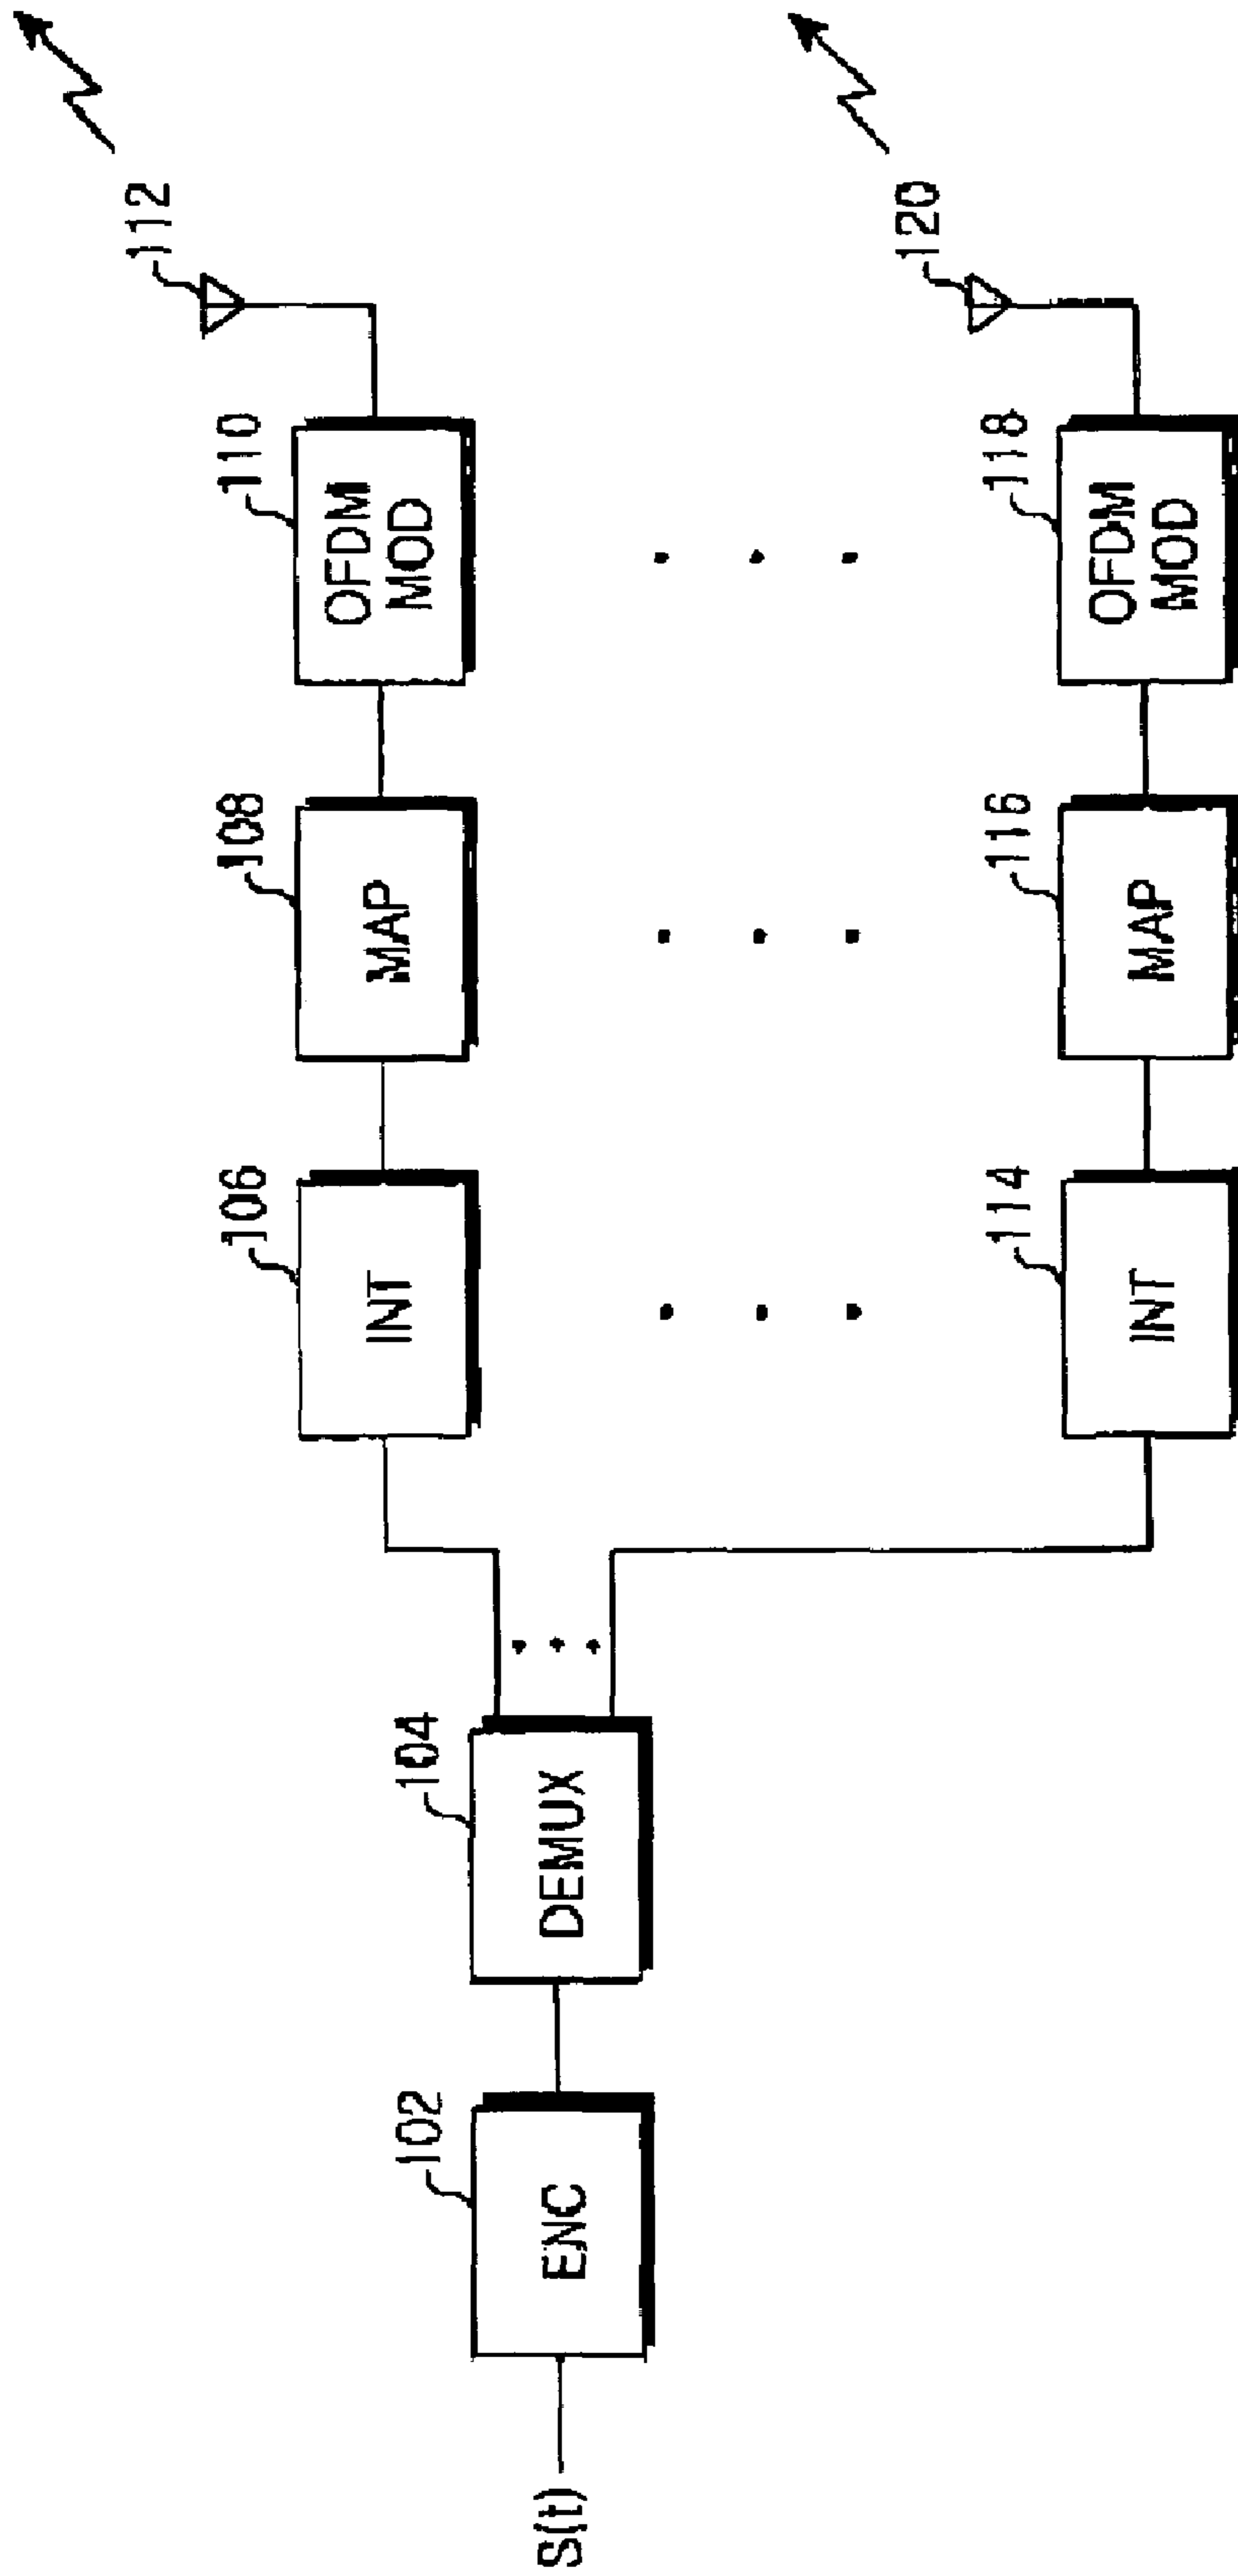 S(t)
102
ENC
104
DEMUX
106
INT
108
MAP
110
OFDM
MOD
112
114
INT
116
MAP
118
OFDM
MOD
120